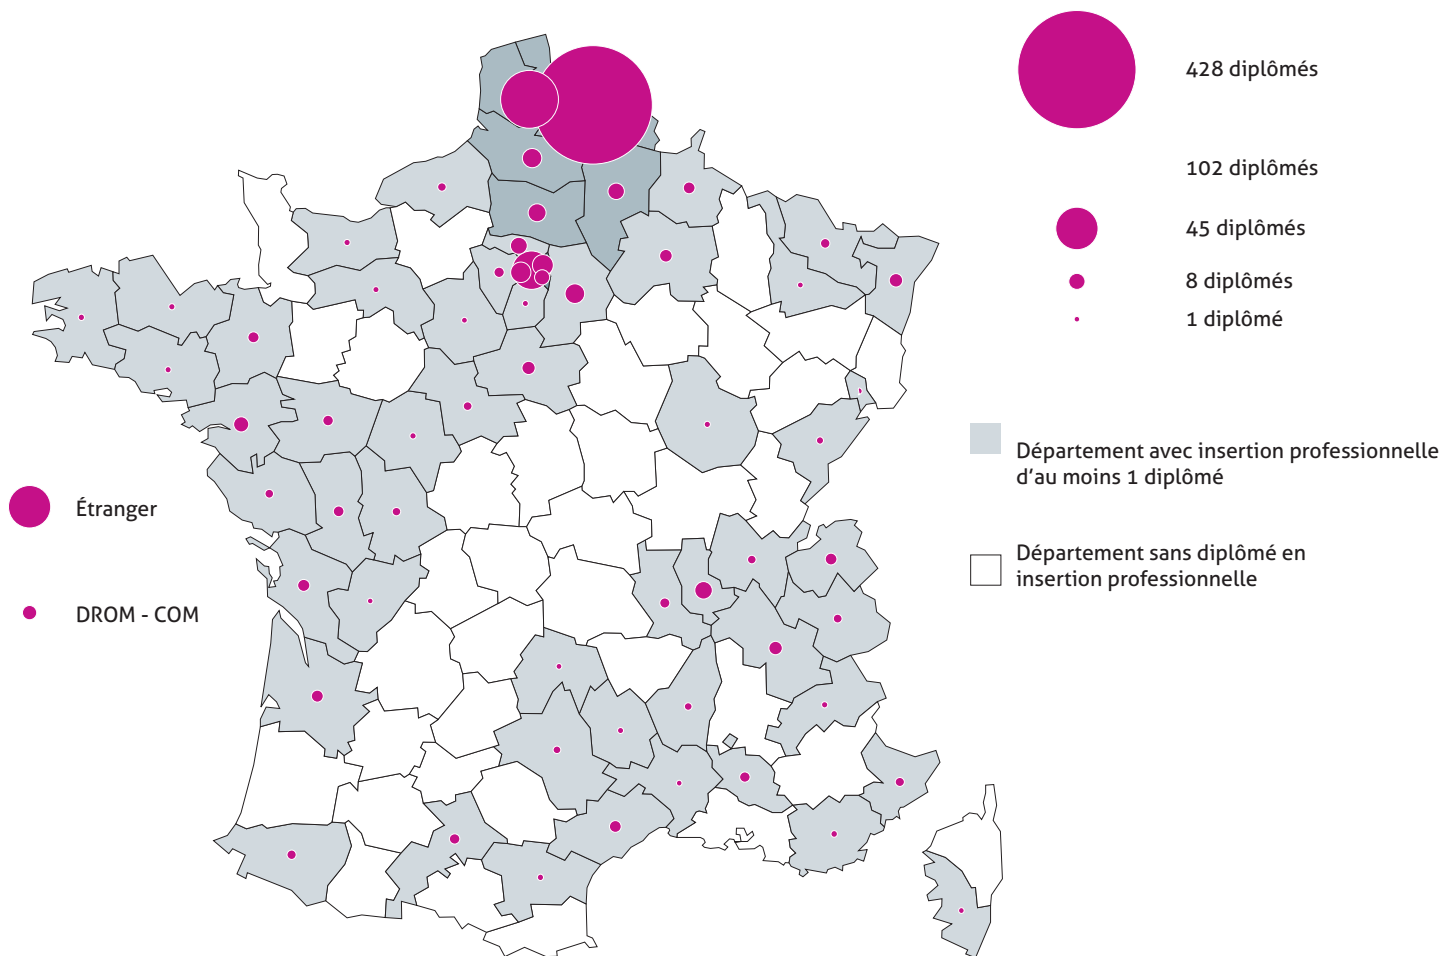 428 diplômés
102 diplômés
45 diplômés
8 diplômés
1 diplômé
Département avec insertion professionnelle
d'au moins 1 diplômé
Étranger
Département sans diplômé en
insertion professionnelle
DROM - COM